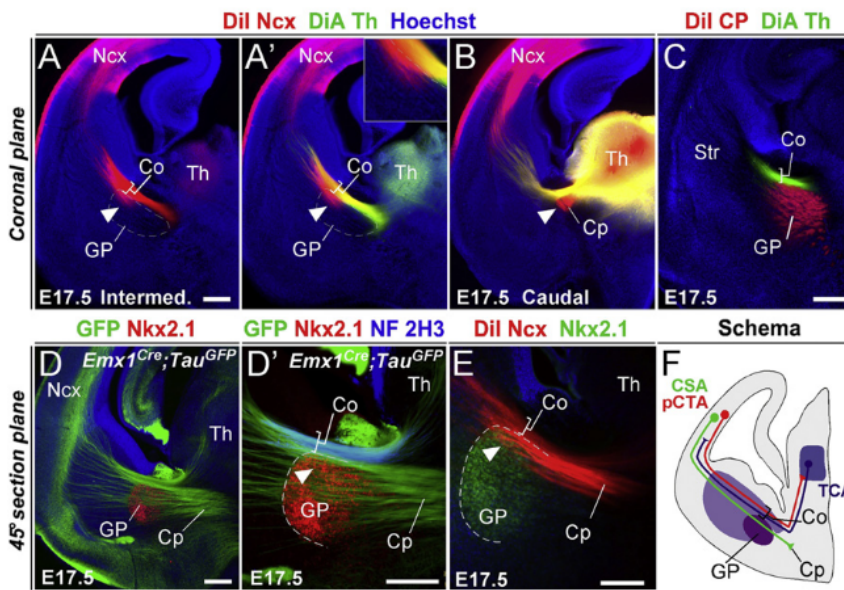 DiI Ncx DiA Th Hoechst
DiI CP DiA Th
Coronal plane
A
Ncx
Co
Th
GP
E17.5 Intermed.
A’
Ncx
Co
Th
GP
B
Ncx
Th
Cp
E17.5 Caudal
C
Str
Co
GP
E17.5
GFP Nkx2.1
GFP Nkx2.1 NF 2H3
DiI Ncx Nkx2.1
Schema
45º section plane
D
Emx1Cre;TauGFP
Ncx
Th
GP
Cp
E17.5
D’
Emx1Cre;TauGFP
Th
Co
GP
Cp
E17.5
E
Th
Co
GP
Cp
E17.5
F
CSA
pCTA
TCA
Co
GP
Cp